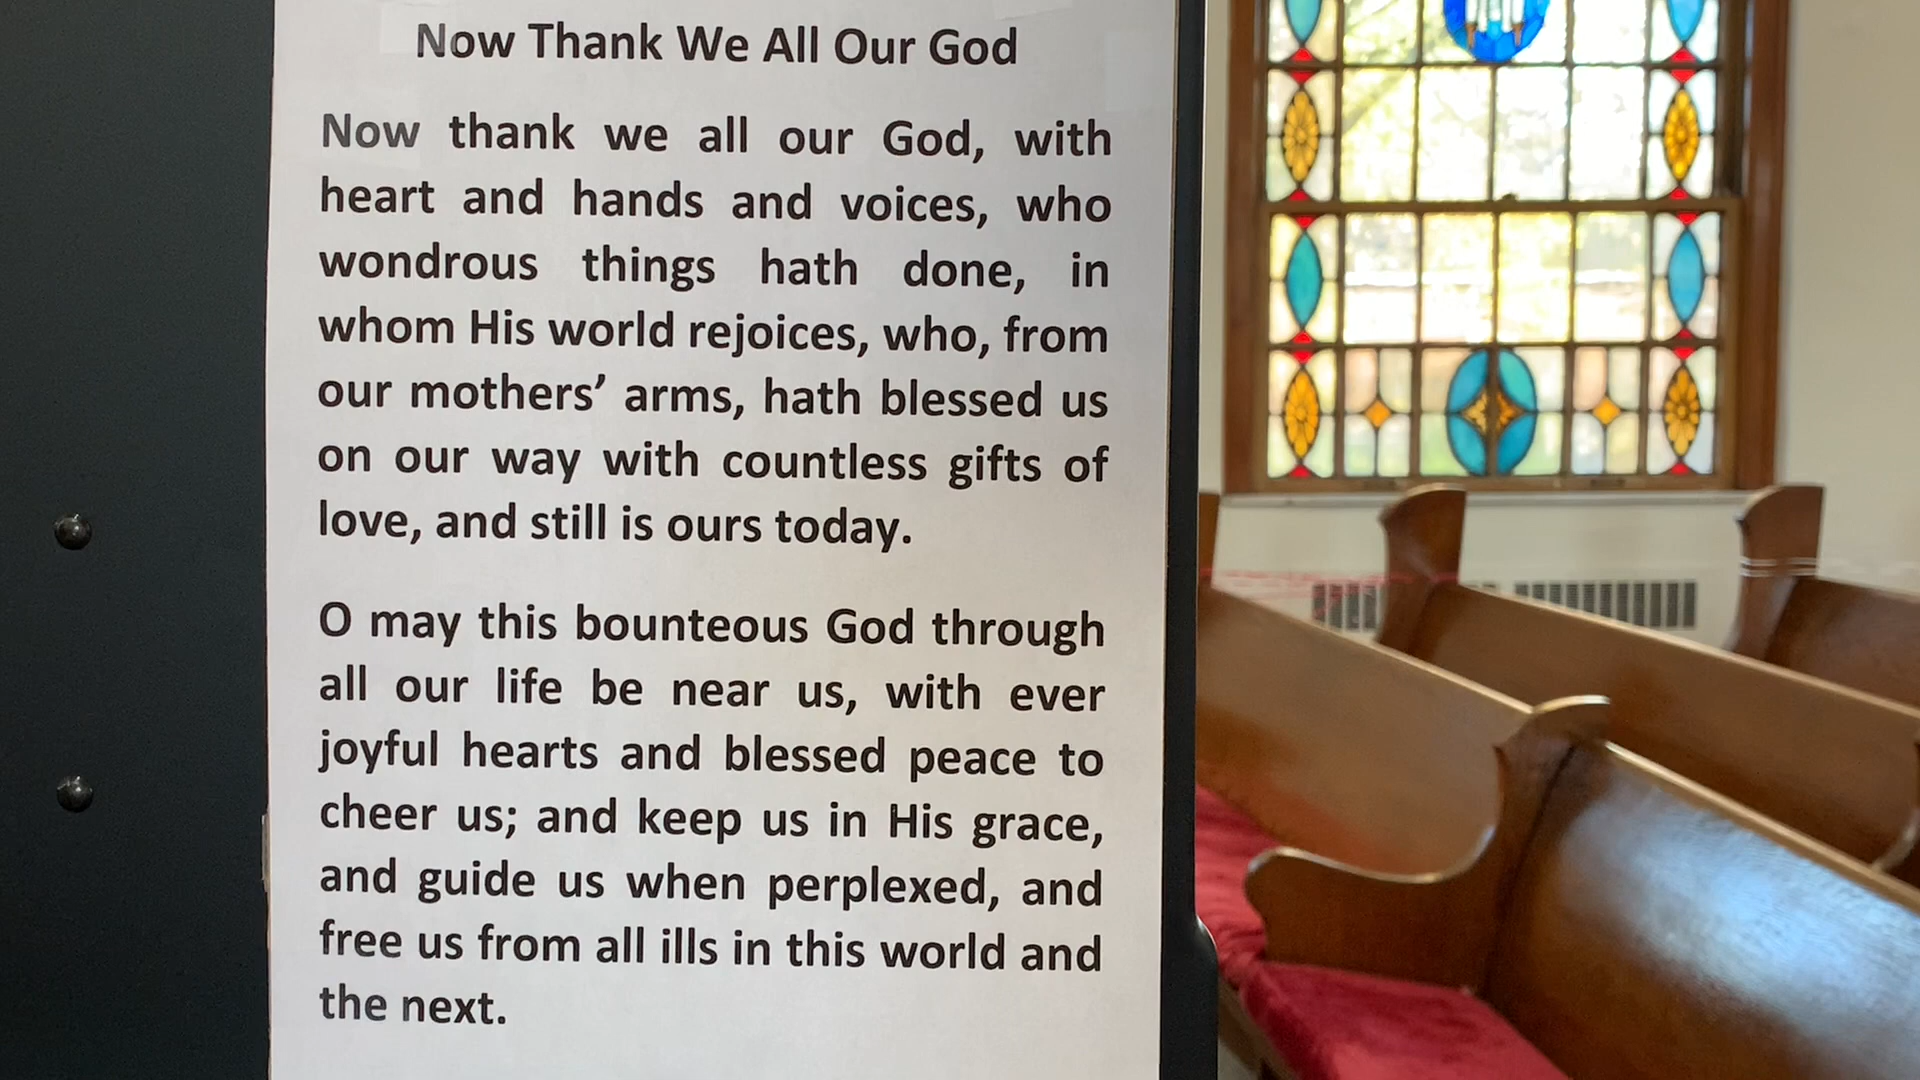 Now Thank We All Our God
Now thank we all our God, with
heart and hands and voices, who
wondrous things hath done, in
whom His world rejoices, who, from
our mothers’ arms, hath blessed us
on our way with countless gifts of
love, and still is ours today.
O may this bounteous God through
all our life be near us, with ever
joyful hearts and blessed peace to
cheer us; and keep us in His grace,
and guide us when perplexed, and
free us from all ills in this world and
the next.